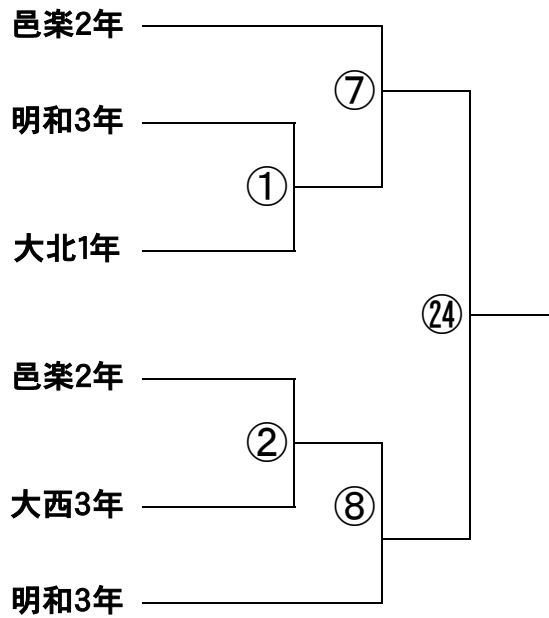 邑楽2年
⑦
明和3年
①
大北1年
㉔
邑楽2年
②
大西3年
⑧
明和3年